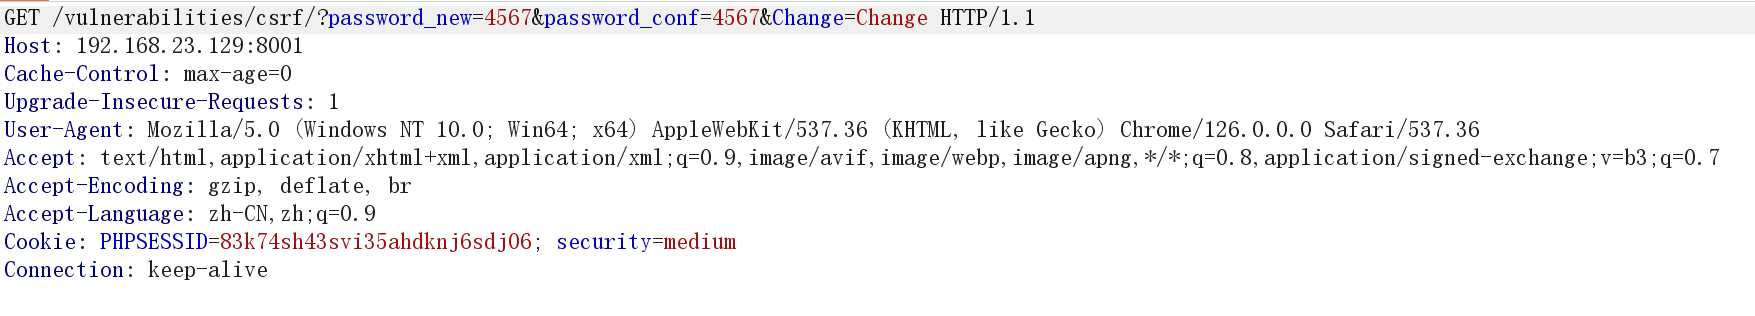 GET /vulnerabilities/csrf/?password_new=4567&password_conf=4567&Change=Change HTTP/1.1
Host: 192.168.23.129:8001
Cache-Control: max-age=0
Upgrade-Insecure-Requests: 1
User-Agent: Mozilla/5.0 (Windows NT 10.0; Win64; x64) AppleWebKit/537.36 (KHTML, like Gecko) Chrome/126.0.0.0 Safari/537.36
Accept: text/html,application/xhtml+xml,application/xml;q=0.9,image/avif,image/webp,image/apng,*/*;q=0.8,application/signed-exchange;v=b3;q=0.7
Accept-Encoding: gzip, deflate, br
Accept-Language: zh-CN,zh;q=0.9
Cookie: PHPSESSID=83k74sh43svi35ahdknj6sdj06; security=medium
Connection: keep-alive